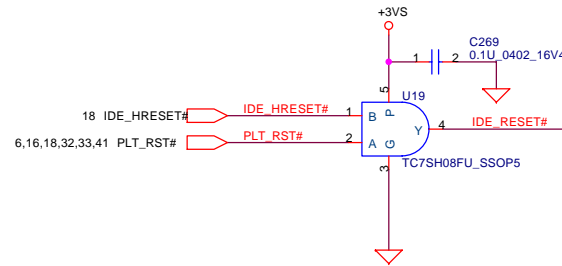 +3VS
C269
1 2
0.1U_0402_16V4
5
U19
18 IDE_HRESET#
IDE_HRESET#
1
B
P
6,16,18,32,33,41 PLT_RST#
PLT_RST#
2
A
G
Y
4
IDE_RESET#
3
TC7SH08FU_SSOP5